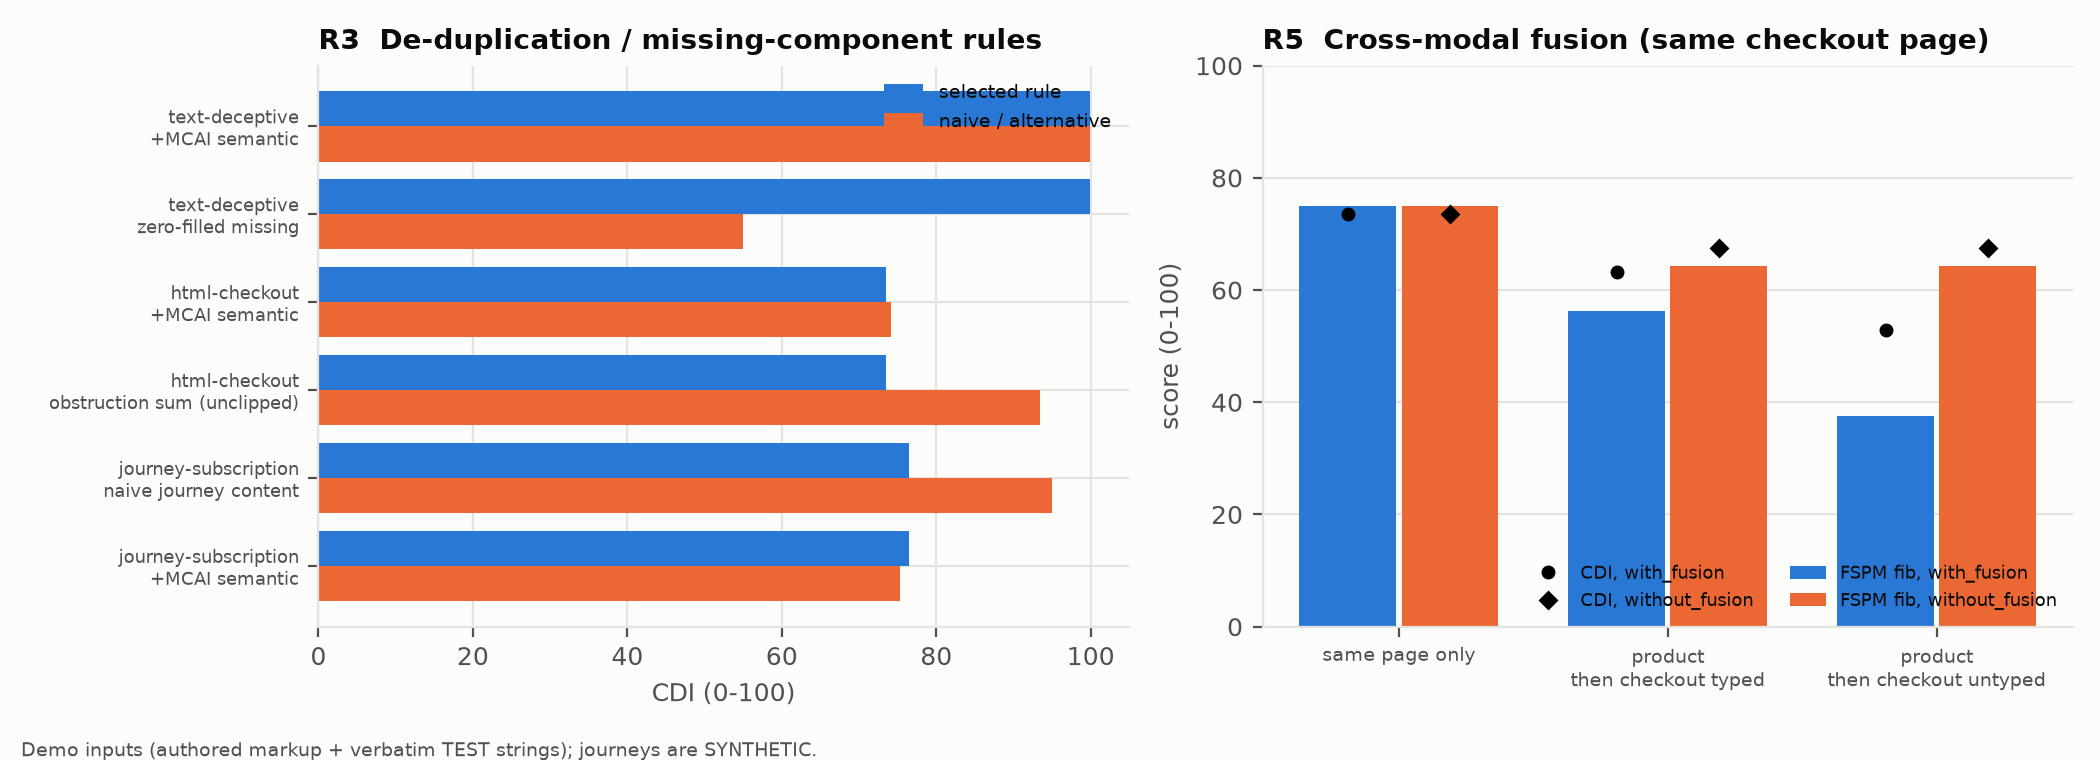 R3  De-duplication / missing-component rules
selected rule
naive / alternative
text-deceptive
+MCAI semantic
text-deceptive
zero-filled missing
html-checkout
+MCAI semantic
html-checkout
obstruction sum (unclipped)
journey-subscription
naive journey content
journey-subscription
+MCAI semantic
0 20 40 60 80 100
CDI (0-100)
R5  Cross-modal fusion (same checkout page)
score (0-100)
100
80
60
40
20
0
CDI, with_fusion
CDI, without_fusion
FSPM fib, with_fusion
FSPM fib, without_fusion
same page only
product
then checkout typed
product
then checkout untyped
Demo inputs (authored markup + verbatim TEST strings); journeys are SYNTHETIC.